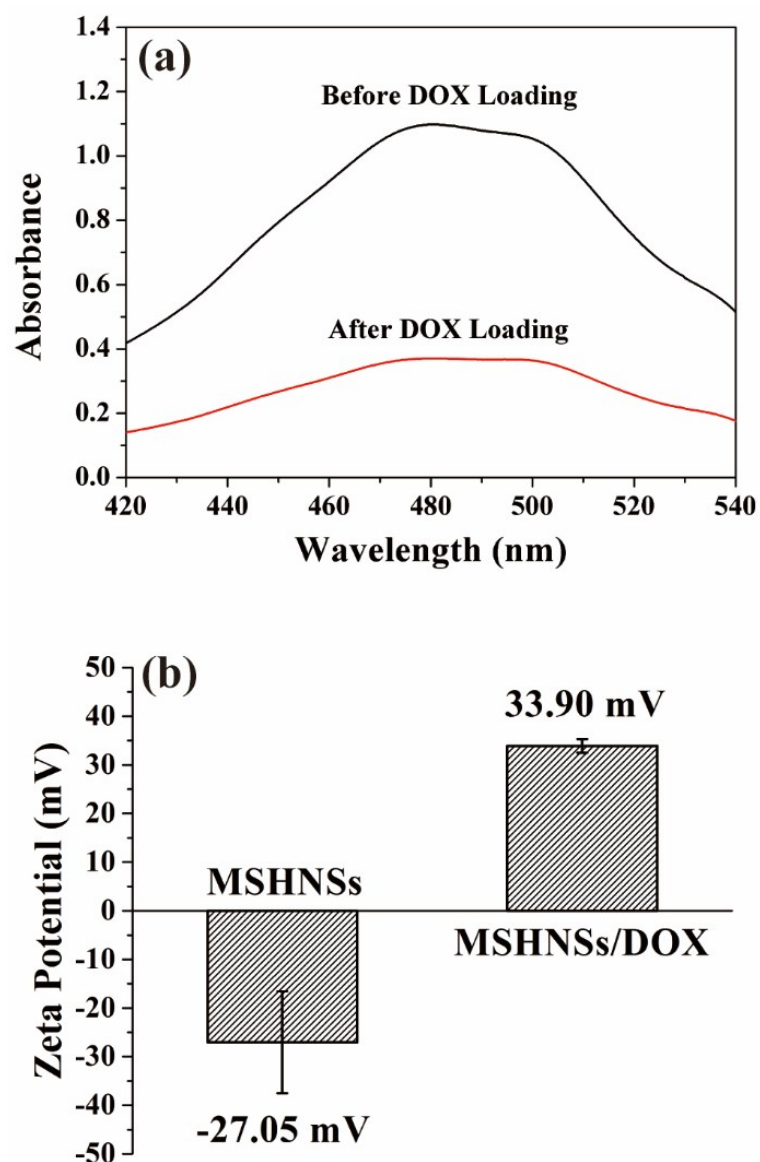 (a)
Before DOX Loading
After DOX Loading
Absorbance
1.4
1.2
1.0
0.8
0.6
0.4
0.2
0.0
420 440 460 480 500 520 540
Wavelength (nm)
(b)
33.90 mV
MSHNSs
MSHNSs/DOX
-27.05 mV
Zeta Potential (mV)
50
40
30
20
10
0
-10
-20
-30
-40
-50